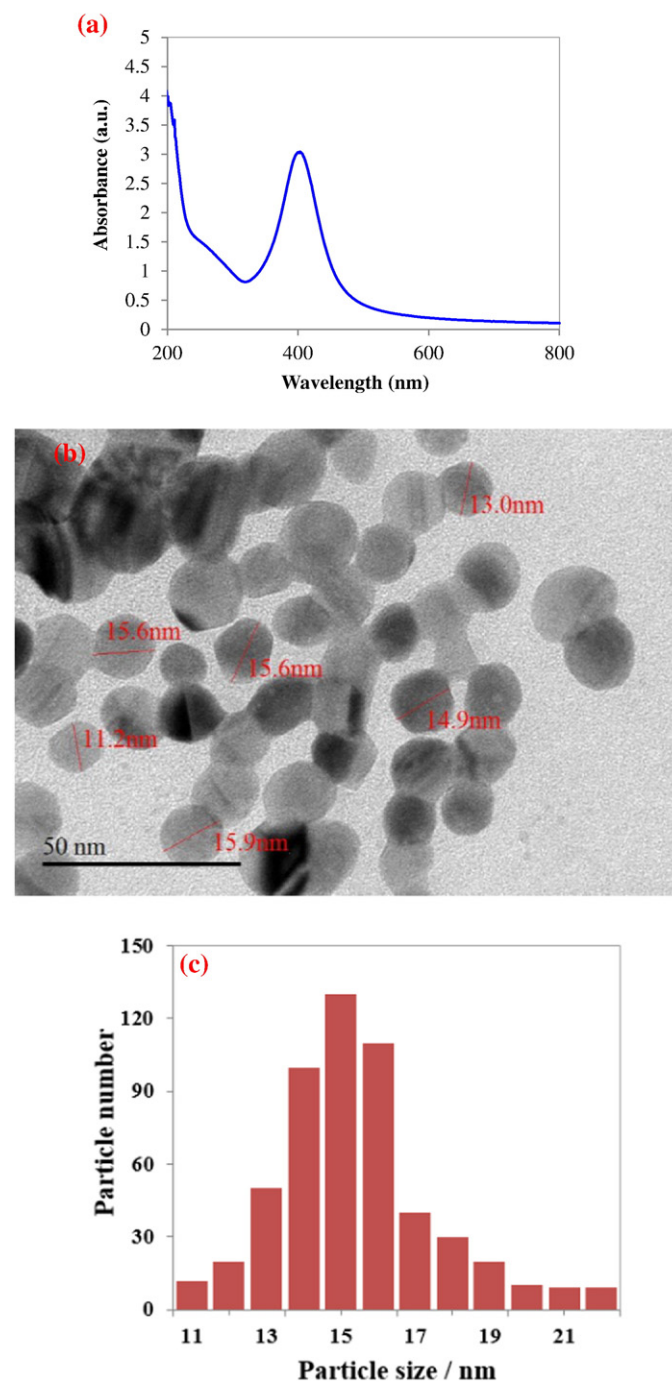 (a)
5
4.5
4
3.5
3
2.5
2
1.5
1
0.5
0
Absorbance (a.u.)
200 400 600 800
Wavelength (nm)
(b)
13.0nm
15.6nm
15.6nm
14.9nm
11.2nm
15.9nm
50 nm
(c)
150
120
90
60
30
0
Particle number
11 13 15 17 19 21
Particle size / nm